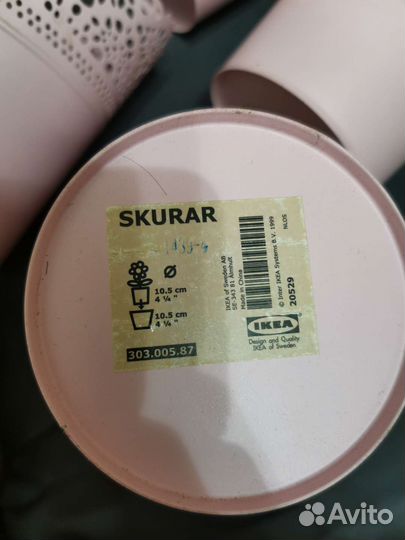 SKURAR
Ø
10.5 cm
4 ¼ "
10.5 cm
4 ¼ "
303.005.87
IKEA of Sweden AB
SE-343 81 Älmhult
Made in China
20529
© Inter IKEA Systems B.V. 1999
NLOS
IKEA
Design and Quality
IKEA of Sweden
Avito